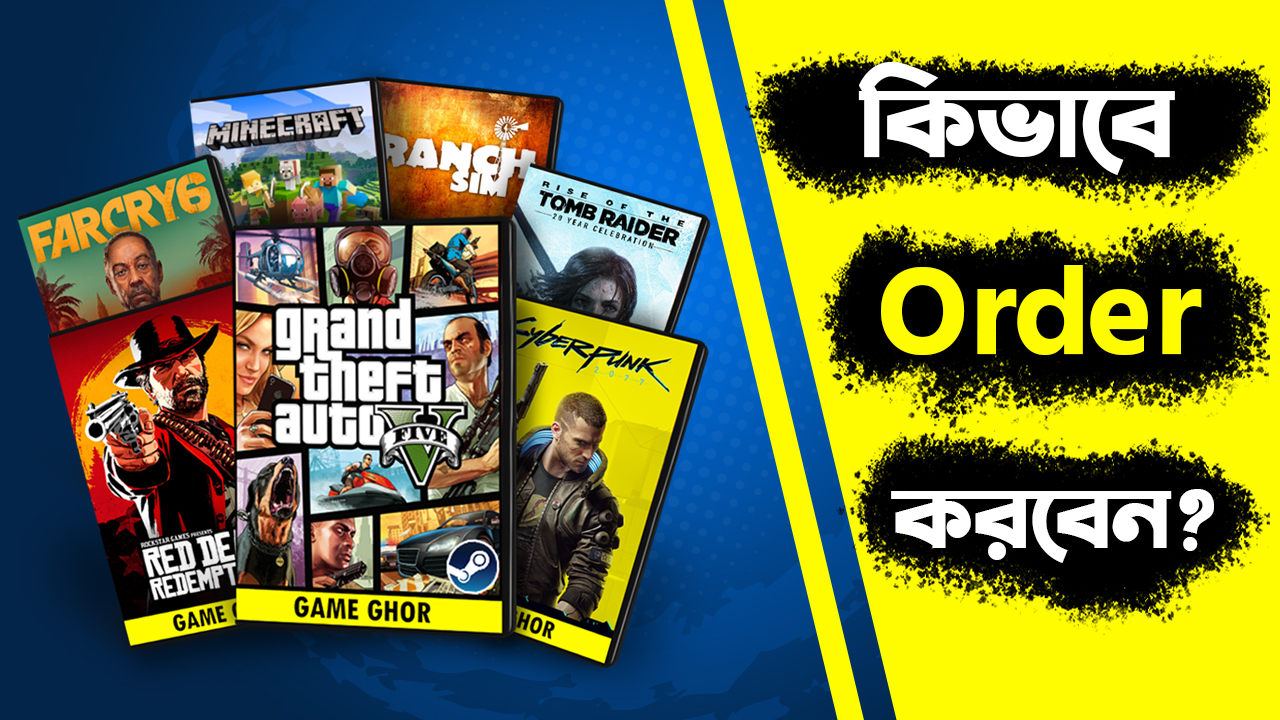 MINECRAFT
RANCH
SIM
FARCRY6
RISE OF THE
TOMB RAIDER
20 YEAR CELEBRATION
grand
theft
auto
V
FIVE
CYBERPUNK
2077
ROCKSTAR GAMES PRESENTS
RED DE
REDEMPT
GAME
GAME GHOR
HOR
কিভাবে
Order
করবেন?